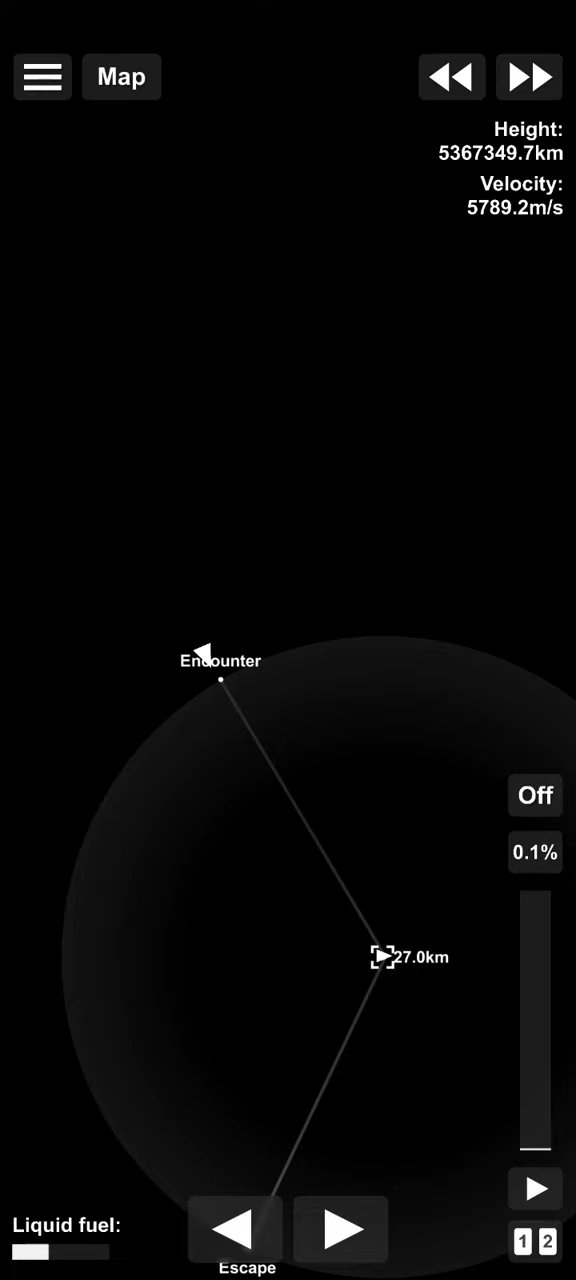 Map
Height:
5367349.7km
Velocity:
5789.2m/s
Encounter
Off
0.1%
27.0km
Liquid fuel:
1 2
Escape